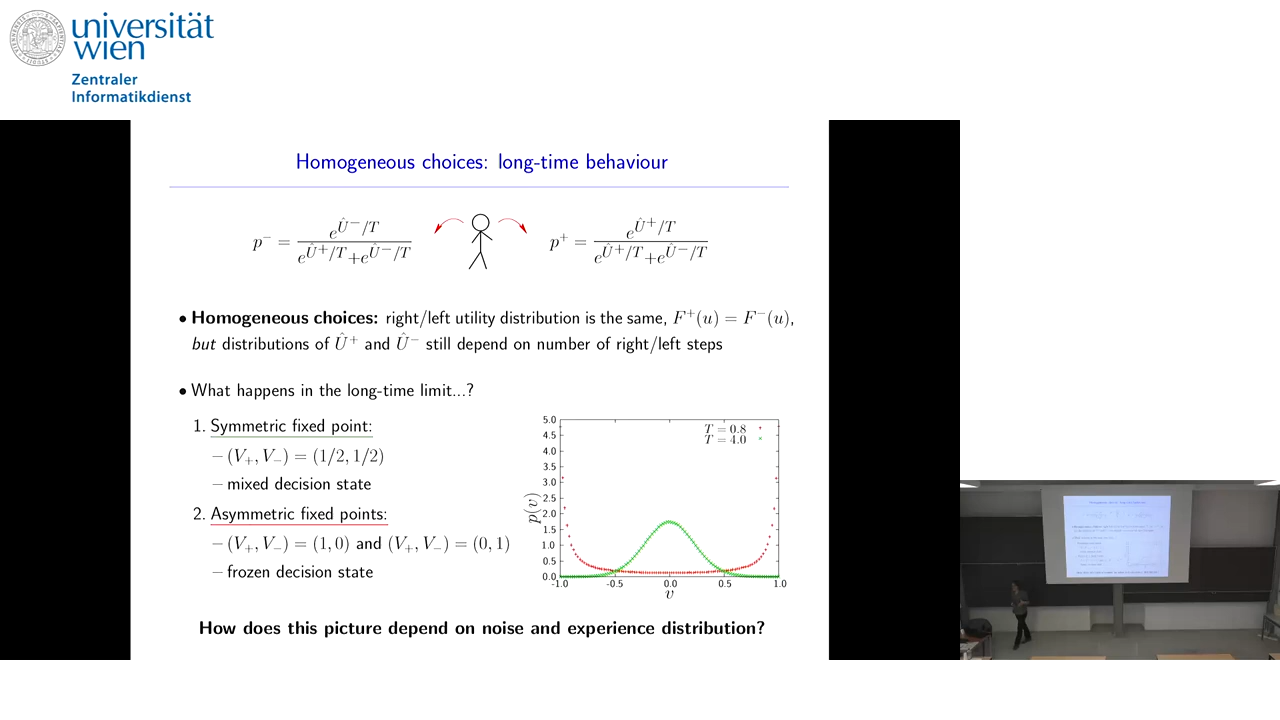 universität
wien
Zentraler
Informatikdienst
Homogeneous choices: long-time behaviour
p⁻ = e^{Û⁻/T} / (e^{Û⁺/T}+e^{Û⁻/T})
p⁺ = e^{Û⁺/T} / (e^{Û⁺/T}+e^{Û⁻/T})
• Homogeneous choices: right/left utility distribution is the same, F⁺(u) = F⁻(u),
but distributions of Û⁺ and Û⁻ still depend on number of right/left steps
• What happens in the long-time limit...?
1. Symmetric fixed point:
– (V₊, V₋) = (1/2, 1/2)
– mixed decision state
2. Asymmetric fixed points:
– (V₊, V₋) = (1, 0) and (V₊, V₋) = (0, 1)
– frozen decision state
T = 0.8
T = 4.0
5.0
4.5
4.0
3.5
3.0
2.5
2.0
1.5
1.0
0.5
0.0
p(v)
-1.0 -0.5 0.0 0.5 1.0
v
How does this picture depend on noise and experience distribution?